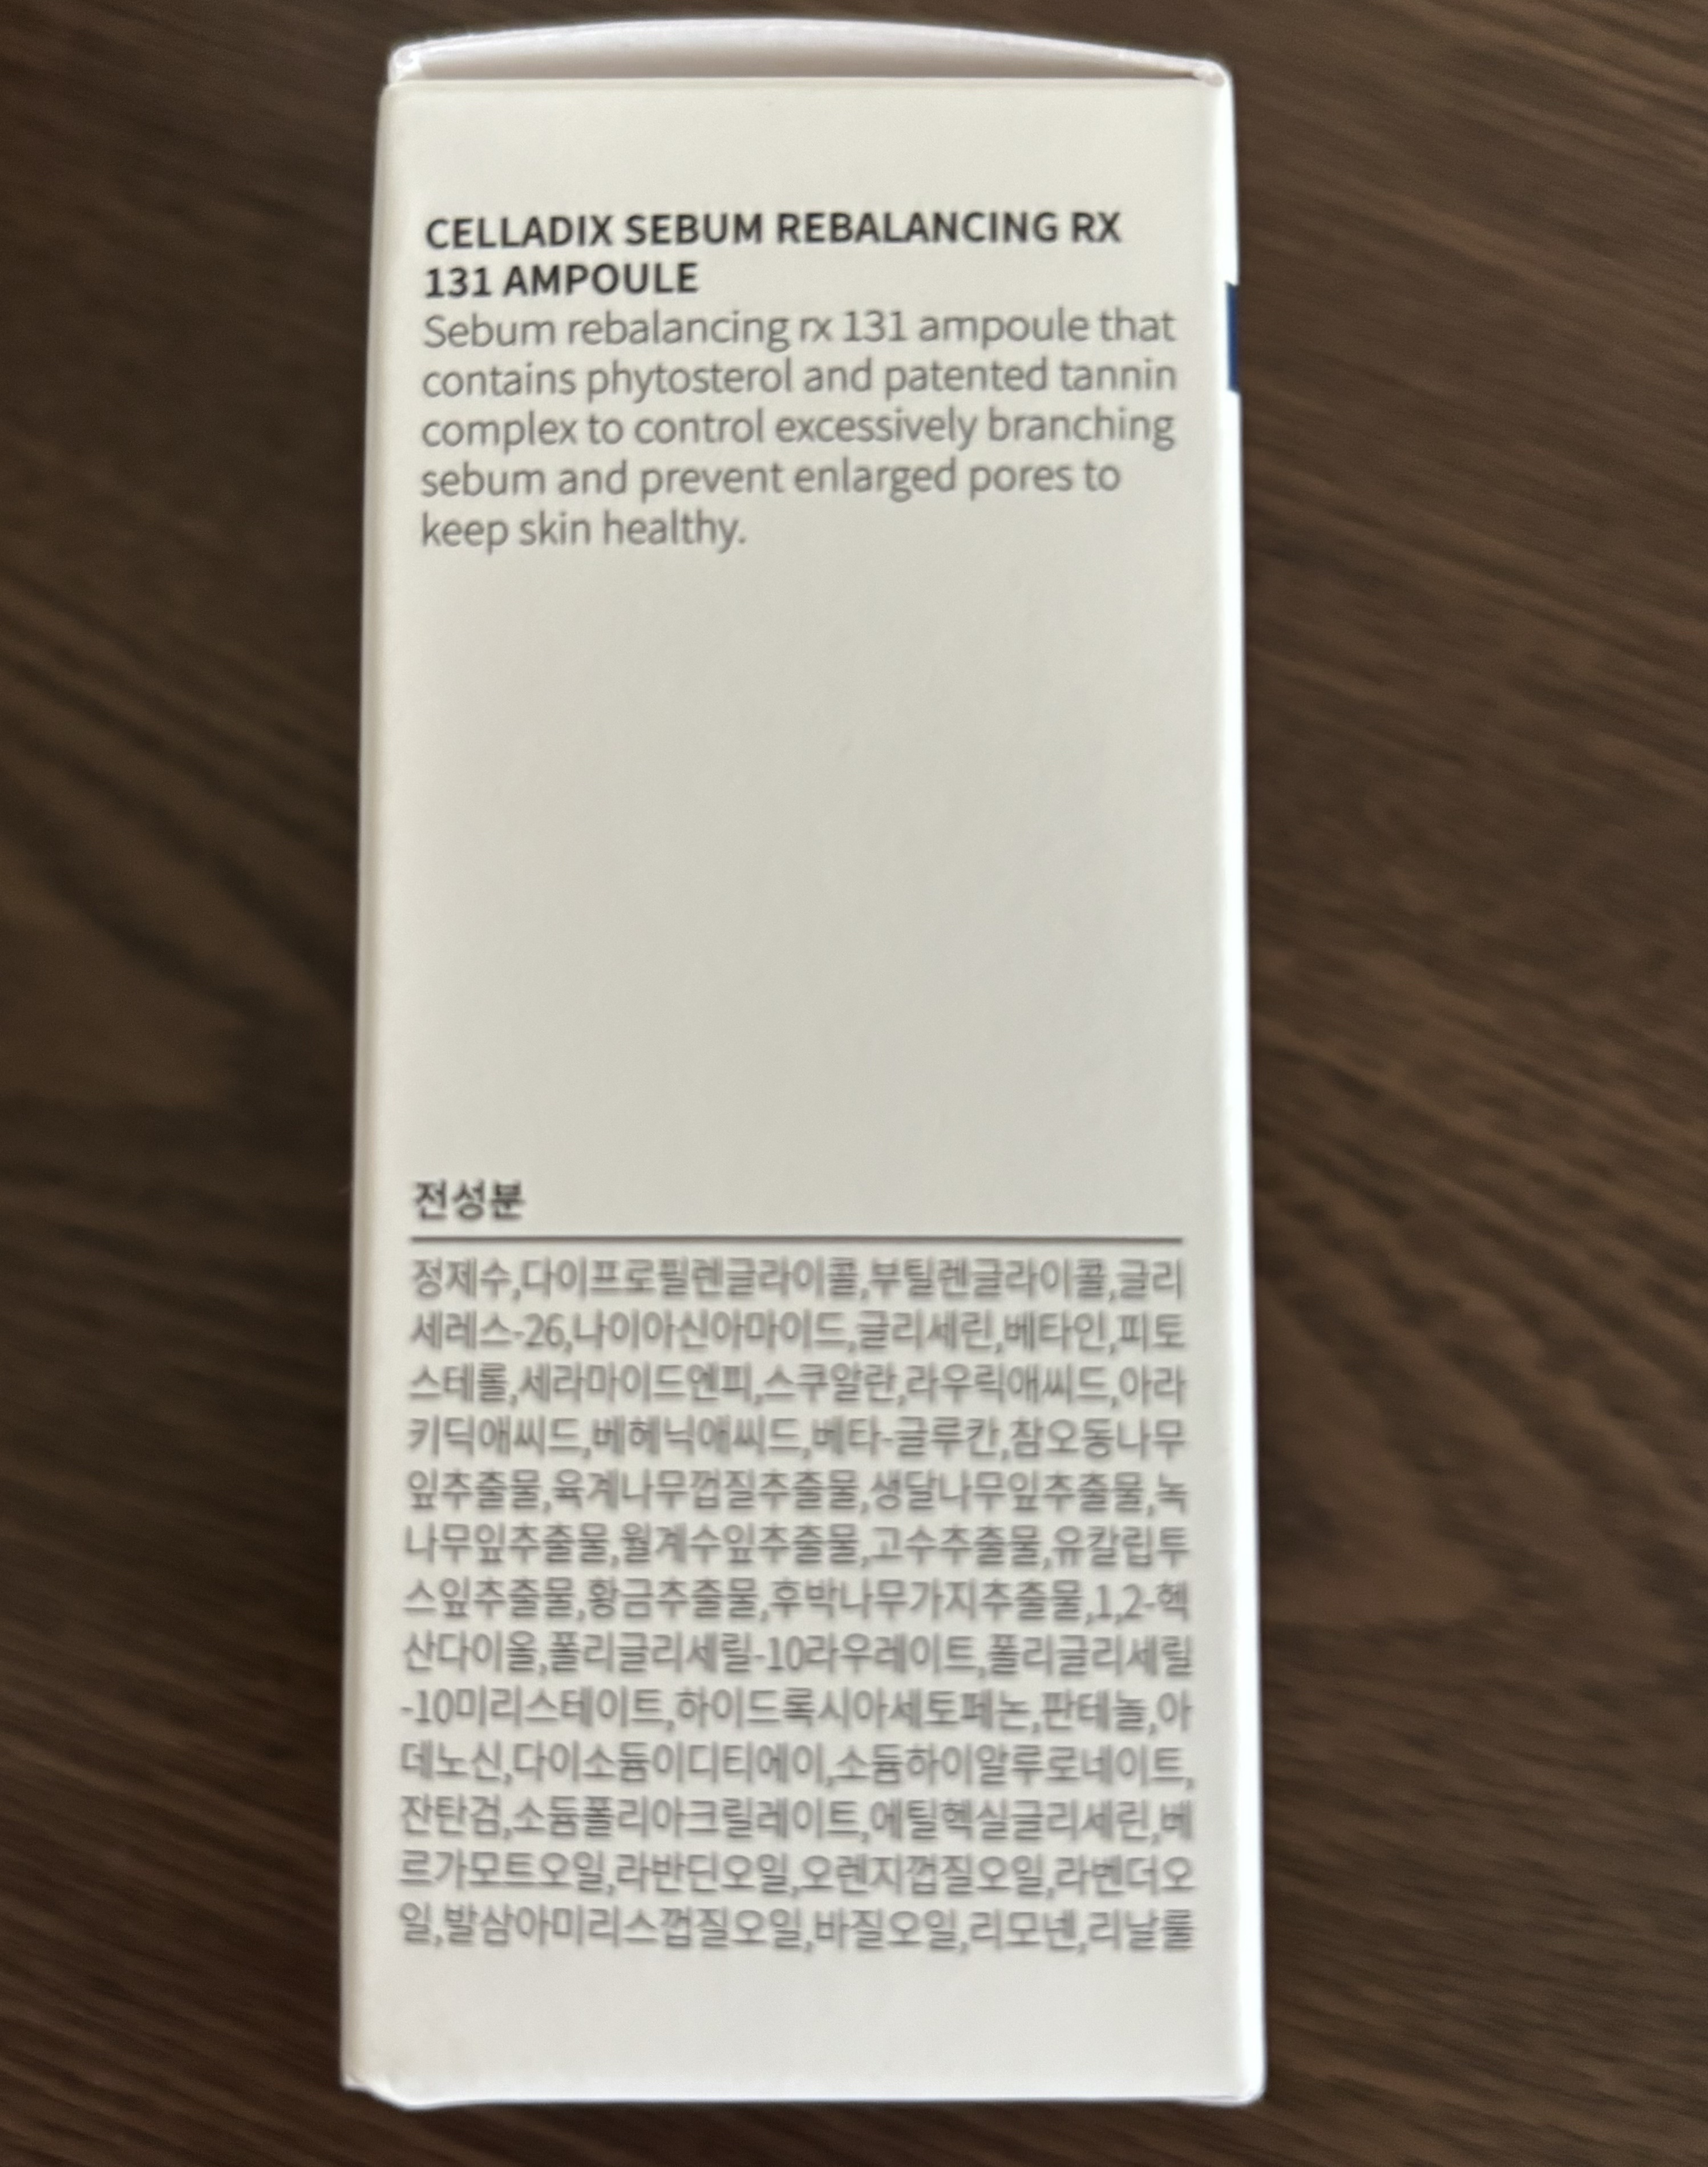 CELLADIX SEBUM REBALANCING RX
131 AMPOULE
Sebum rebalancing rx 131 ampoule that
contains phytosterol and patented tannin
complex to control excessively branching
sebum and prevent enlarged pores to
keep skin healthy.
전성분
정제수,다이프로필렌글라이콜,부틸렌글라이콜,글리
세레스-26,나이아신아마이드,글리세린,베타인,피토
스테롤,세라마이드엔피,스쿠알란,라우릭애씨드,아라
키딕애씨드,베헤닉애씨드,베타-글루칸,참오동나무
잎추출물,육계나무껍질추출물,생달나무잎추출물,녹
나무잎추출물,월계수잎추출물,고수추출물,유칼립투
스잎추출물,황금추출물,후박나무가지추출물,1,2-헥
산다이올,폴리글리세릴-10라우레이트,폴리글리세릴
-10미리스테이트,하이드록시아세토페논,판테놀,아
데노신,다이소듐이디티에이,소듐하이알루로네이트,
잔탄검,소듐폴리아크릴레이트,에틸헥실글리세린,베
르가모트오일,라반딘오일,오렌지껍질오일,라벤더오
일,발삼아미리스껍질오일,바질오일,리모넨,리날룰